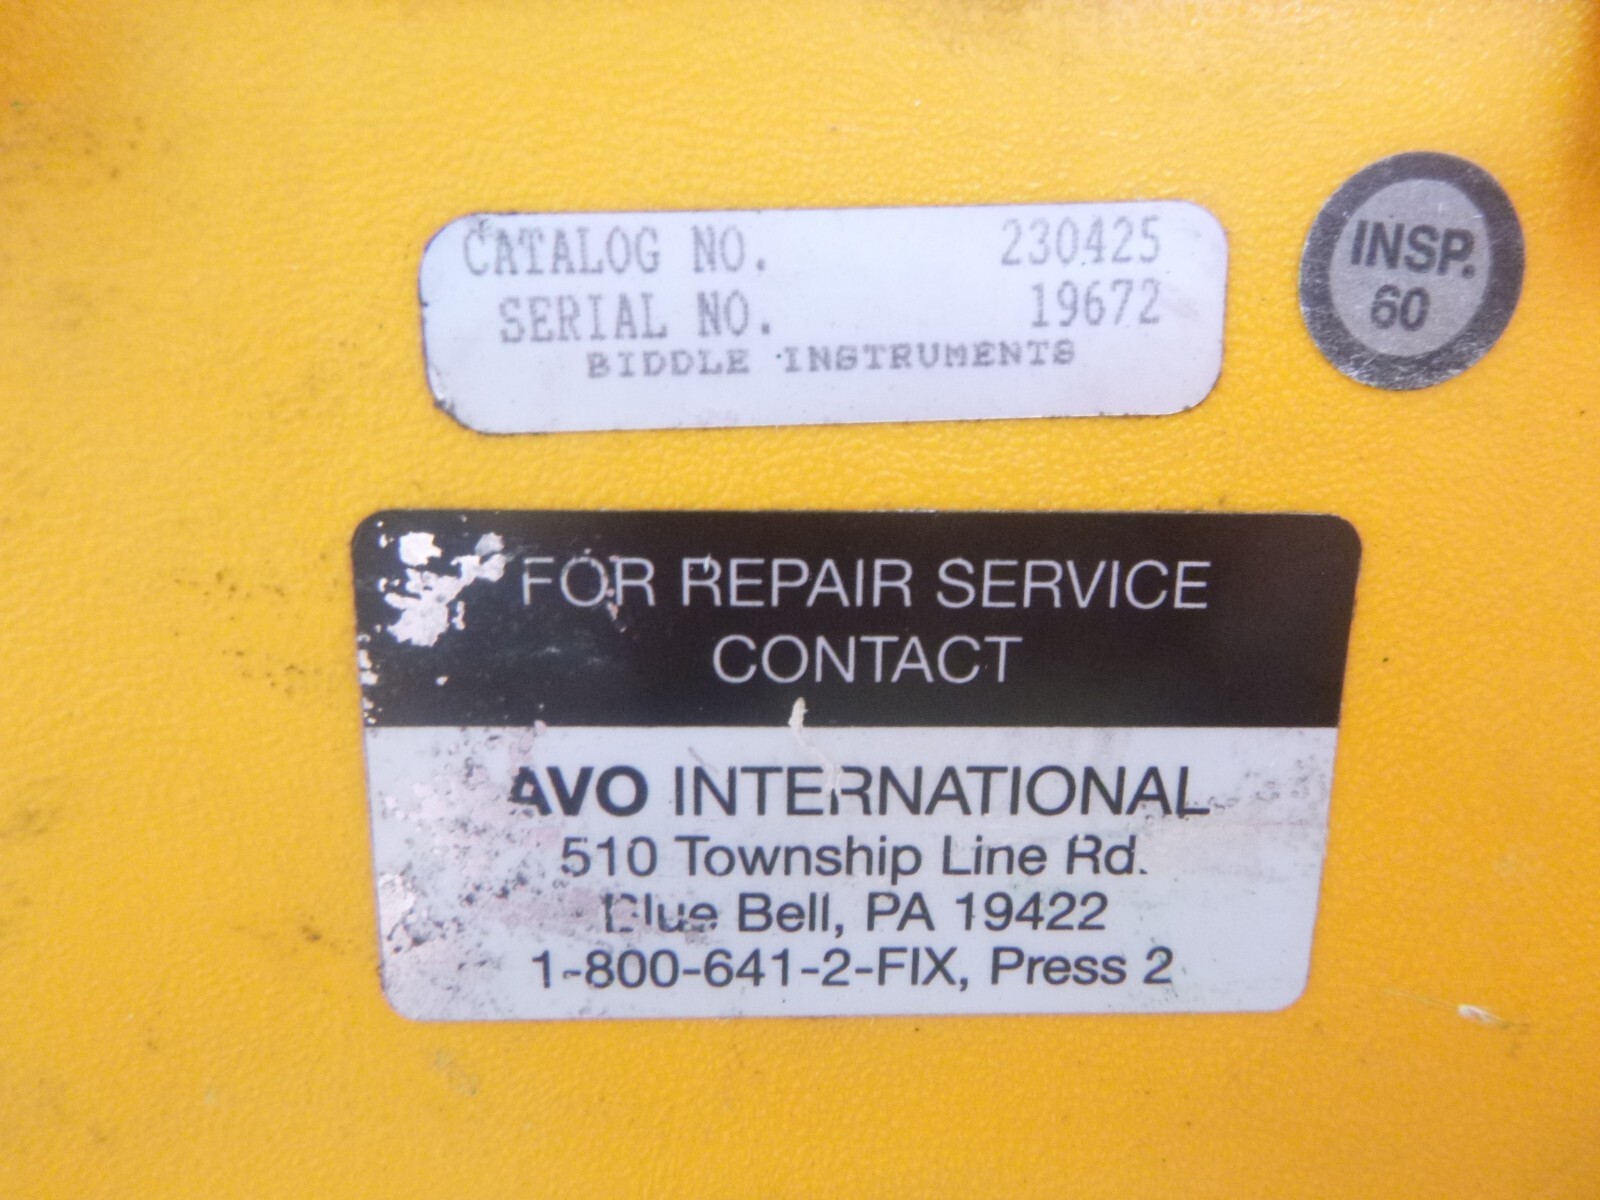 CATALOG NO. 230425
SERIAL NO. 19672
BIDDLE INSTRUMENTS
INSP.
60
FOR REPAIR SERVICE
CONTACT
AVO INTERNATIONAL
510 Township Line Rd.
Blue Bell, PA 19422
1-800-641-2-FIX, Press 2